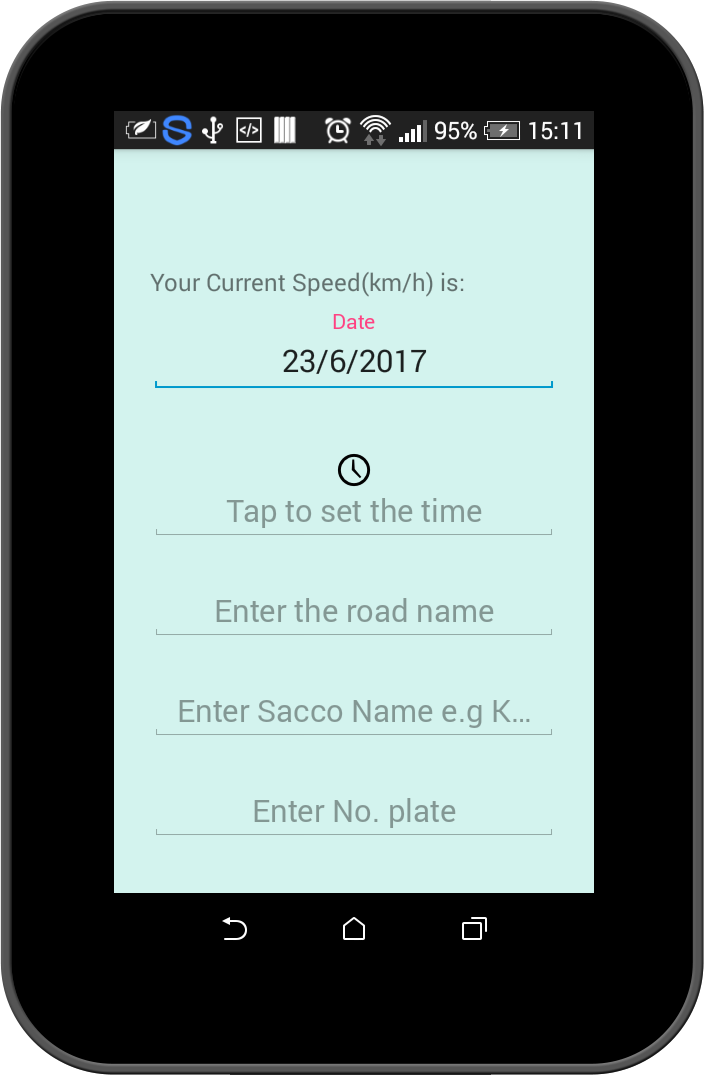 95% 15:11
Your Current Speed(km/h) is:
Date
23/6/2017
Tap to set the time
Enter the road name
Enter Sacco Name e.g K...
Enter No. plate